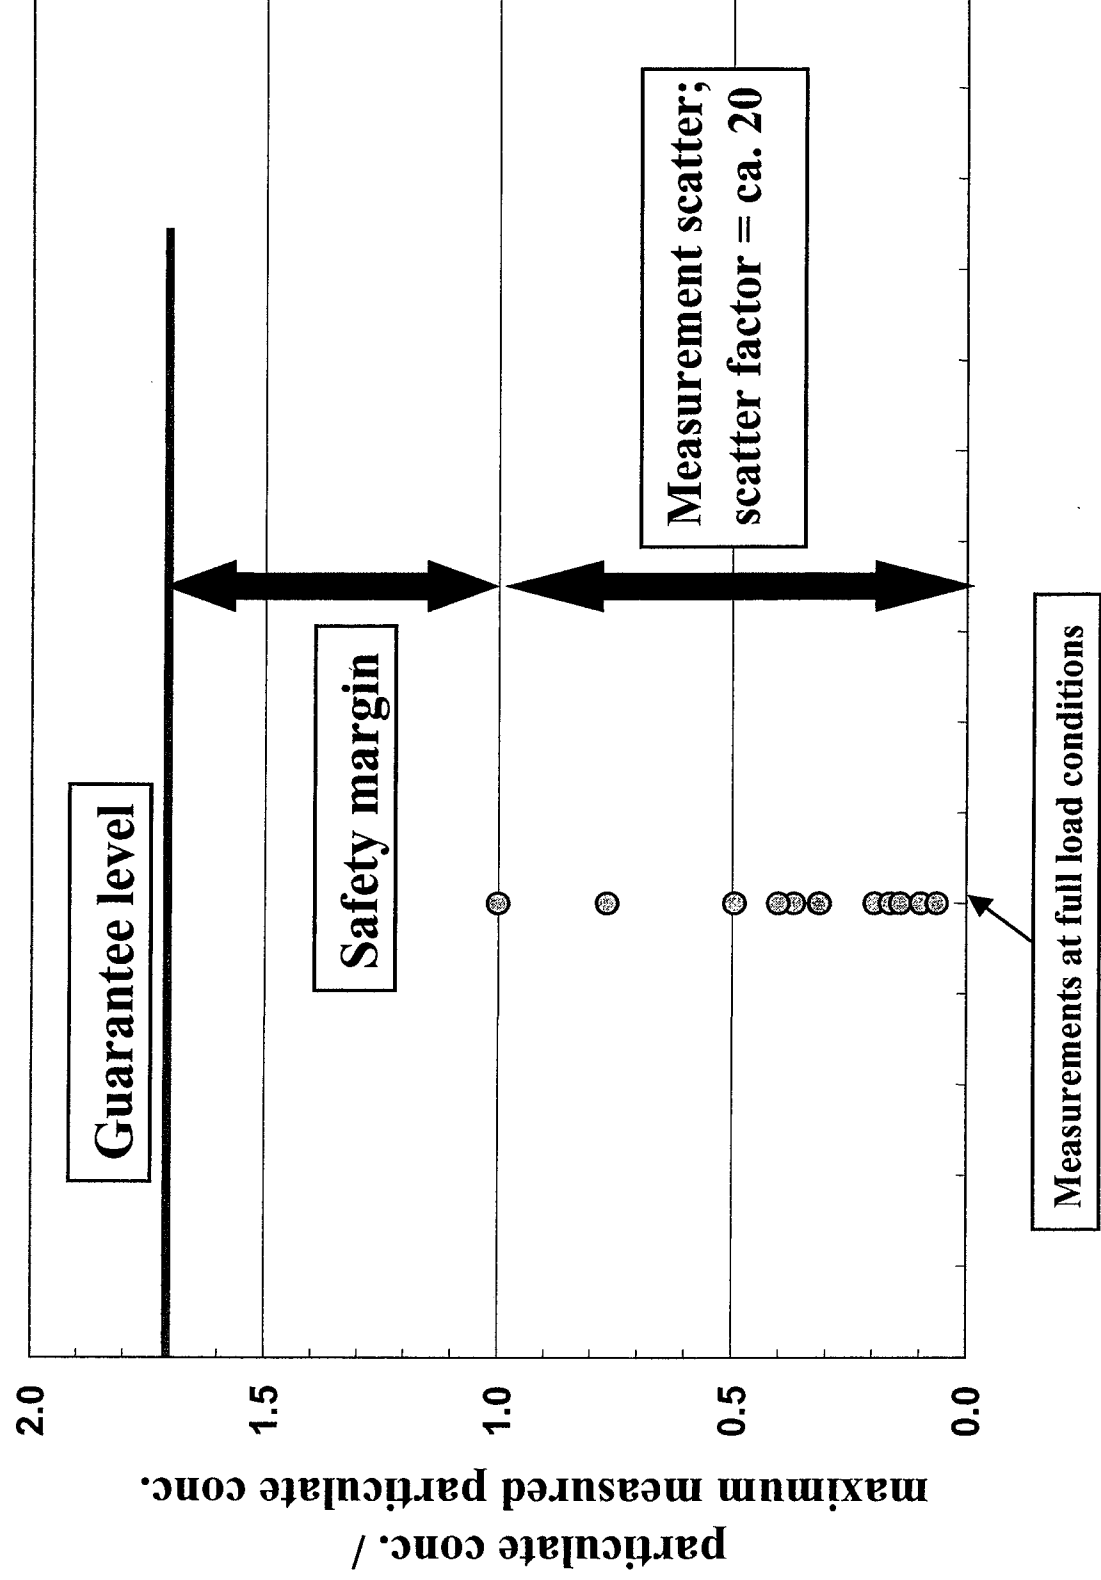 particulate conc. /
maximum measured particulate conc.
2.0
1.5
1.0
0.5
0.0
Guarantee level
Safety margin
Measurement scatter;
scatter factor = ca. 20
Measurements at full load conditions